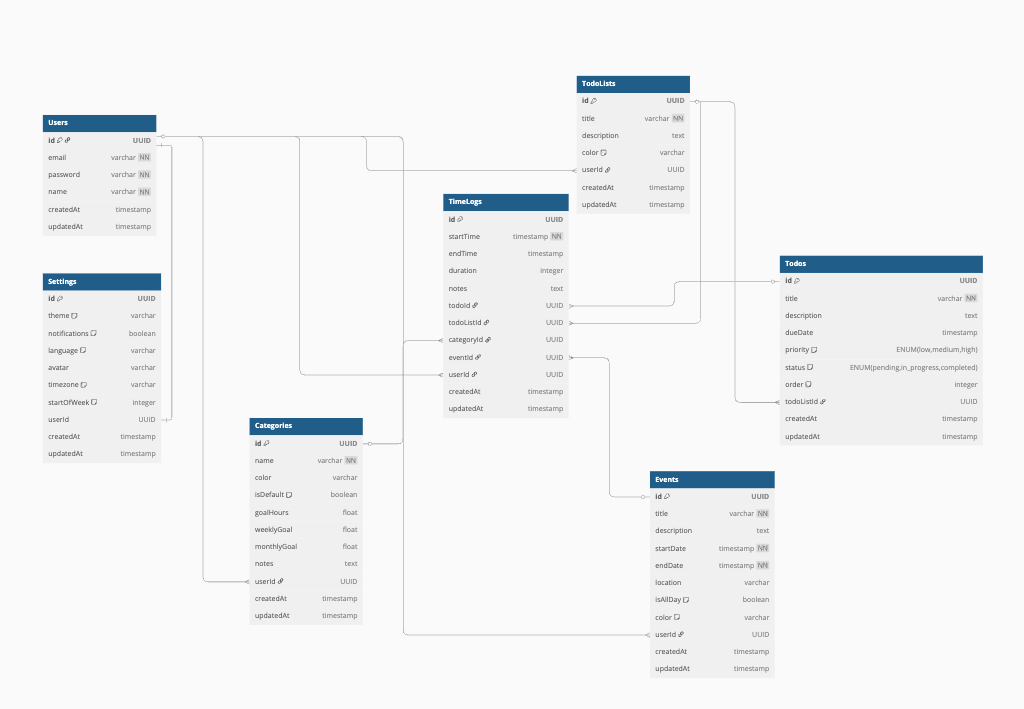 TodoLists
id UUID
title varchar NN
description text
color varchar
userId UUID
createdAt timestamp
updatedAt timestamp
Users
id UUID
email varchar NN
password varchar NN
name varchar NN
createdAt timestamp
updatedAt timestamp
TimeLogs
id UUID
startTime timestamp NN
endTime timestamp
duration integer
notes text
todoId UUID
todoListId UUID
categoryId UUID
eventId UUID
userId UUID
createdAt timestamp
updatedAt timestamp
Todos
id UUID
title varchar NN
description text
dueDate timestamp
priority ENUM(low,medium,high)
status ENUM(pending,in_progress,completed)
order integer
todoListId UUID
createdAt timestamp
updatedAt timestamp
Settings
id UUID
theme varchar
notifications boolean
language varchar
avatar varchar
timezone varchar
startOfWeek integer
userId UUID
createdAt timestamp
updatedAt timestamp
Categories
id UUID
name varchar NN
color varchar
isDefault boolean
goalHours float
weeklyGoal float
monthlyGoal float
notes text
userId UUID
createdAt timestamp
updatedAt timestamp
Events
id UUID
title varchar NN
description text
startDate timestamp NN
endDate timestamp NN
location varchar
isAllDay boolean
color varchar
userId UUID
createdAt timestamp
updatedAt timestamp